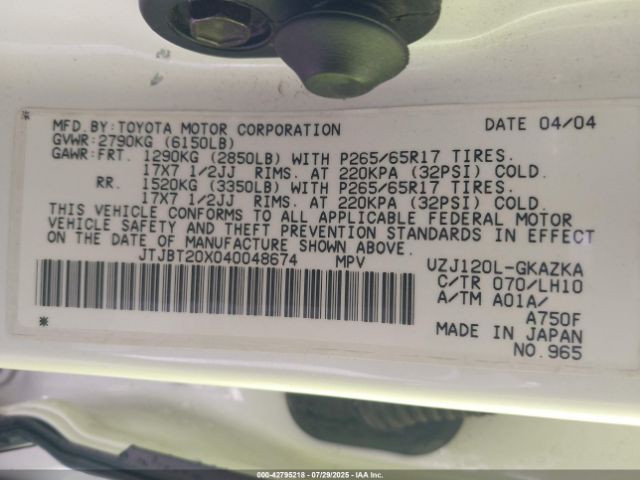 MFD. BY: TOYOTA MOTOR CORPORATION DATE 04/04
GVWR: 2790KG (6150LB)
GAWR: FRT. 1290KG (2850LB) WITH P265/65R17 TIRES.
17X7 1/2JJ RIMS. AT 220KPA (32PSI) COLD.
RR. 1520KG (3350LB) WITH P265/65R17 TIRES.
17X7 1/2JJ RIMS. AT 220KPA (32PSI) COLD.
THIS VEHICLE CONFORMS TO ALL APPLICABLE FEDERAL MOTOR
VEHICLE SAFETY AND THEFT PREVENTION STANDARDS IN EFFECT
ON THE DATE OF MANUFACTURE SHOWN ABOVE.
JTJBT20X040048674 MPV UZJ120L-GKAZKA
C/TR 070/LH10
A/TM A01A/
A750F
MADE IN JAPAN
NO. 965
000-42795218 - 07/29/2025 - IAAI.COM